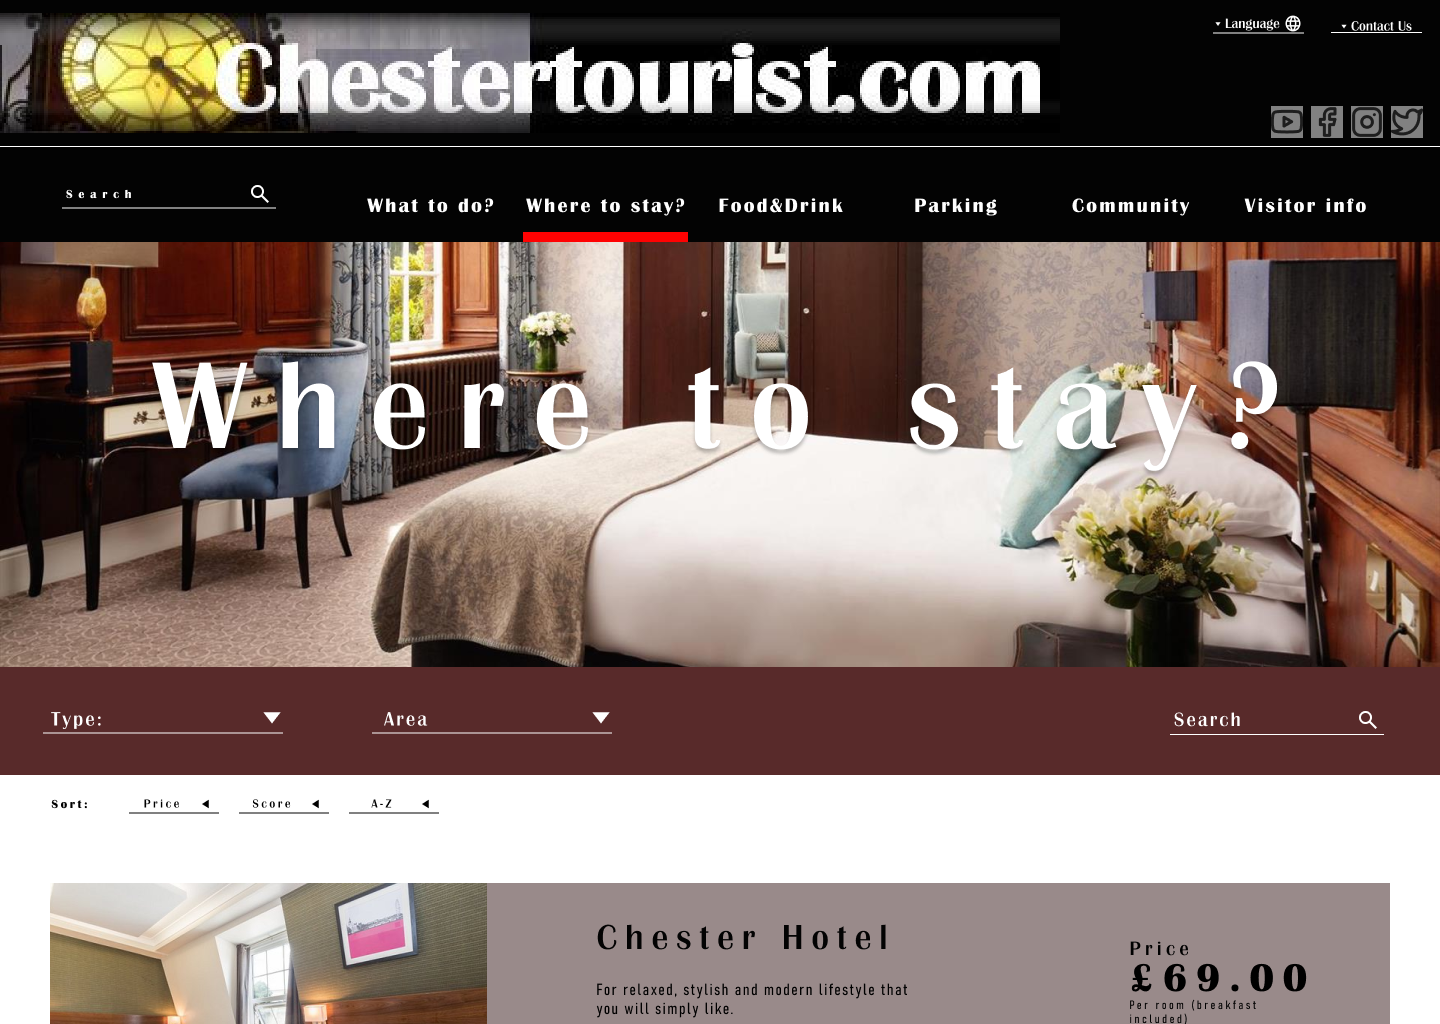 Chestertourist.com
Language
Contact Us
Search
What to do?
Where to stay?
Food&Drink
Parking
Community
Visitor info
Where to stay?
Type:
Area
Search
Sort:
Price
Score
A-Z
Chester Hotel
For relaxed, stylish and modern lifestyle that
you will simply like.
Price
£69.00
Per room (breakfast
included)